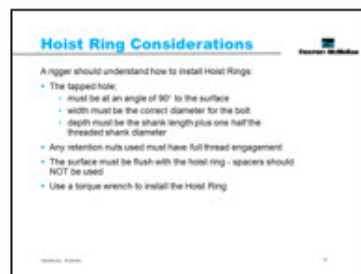 Hoist Ring Considerations
Freeport-McMoRan
A rigger should understand how to install Hoist Rings:
• The tapped hole;
• must be at an angle of 90° to the surface
• width must be the correct diameter for the bolt
• depth must be the shank length plus one half the
threaded shank diameter
• Any retention nuts used must have full thread engagement
• The surface must be flush with the hoist ring - spacers should
NOT be used
• Use a torque wrench to install the Hoist Ring